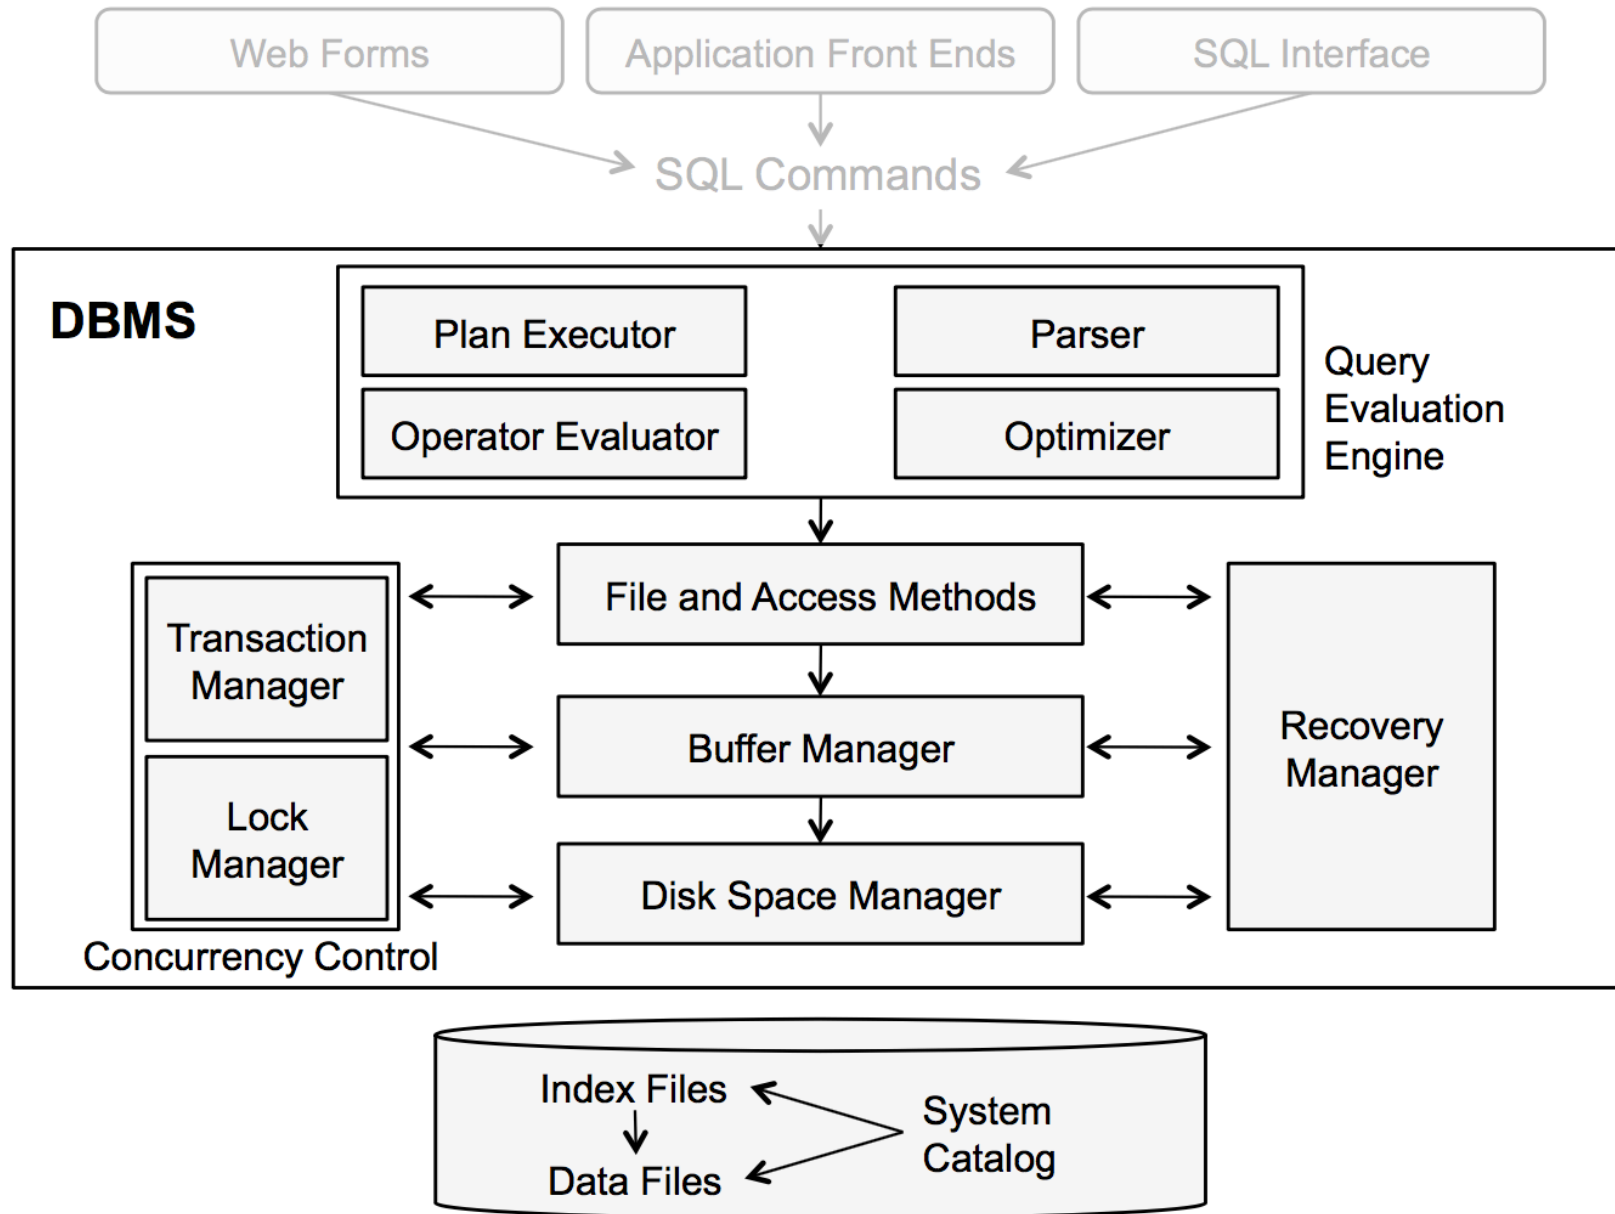 Web Forms
Application Front Ends
SQL Interface
SQL Commands
DBMS
Plan Executor
Parser
Operator Evaluator
Optimizer
Query
Evaluation
Engine
File and Access Methods
Transaction
Manager
Buffer Manager
Recovery
Manager
Lock
Manager
Disk Space Manager
Concurrency Control
Index Files
System
Catalog
Data Files